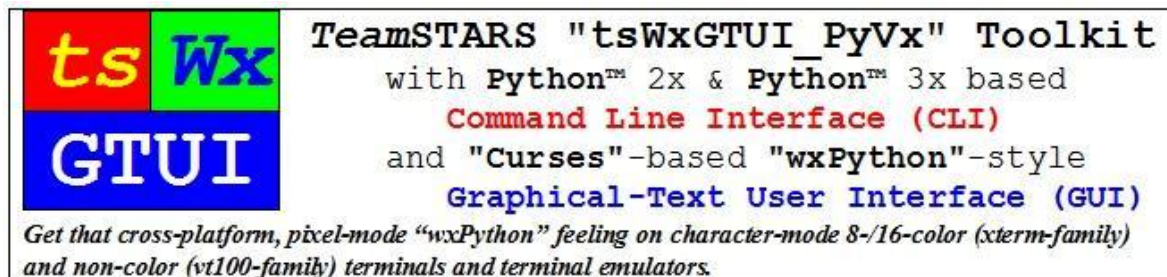 ts Wx
GTUI
TeamSTARS "tsWxGTUI_PyVx" Toolkit
with Python™ 2x & Python™ 3x based
Command Line Interface (CLI)
and "Curses"-based "wxPython"-style
Graphical-Text User Interface (GUI)
Get that cross-platform, pixel-mode “wxPython” feeling on character-mode 8-/16-color (xterm-family)
and non-color (vt100-family) terminals and terminal emulators.